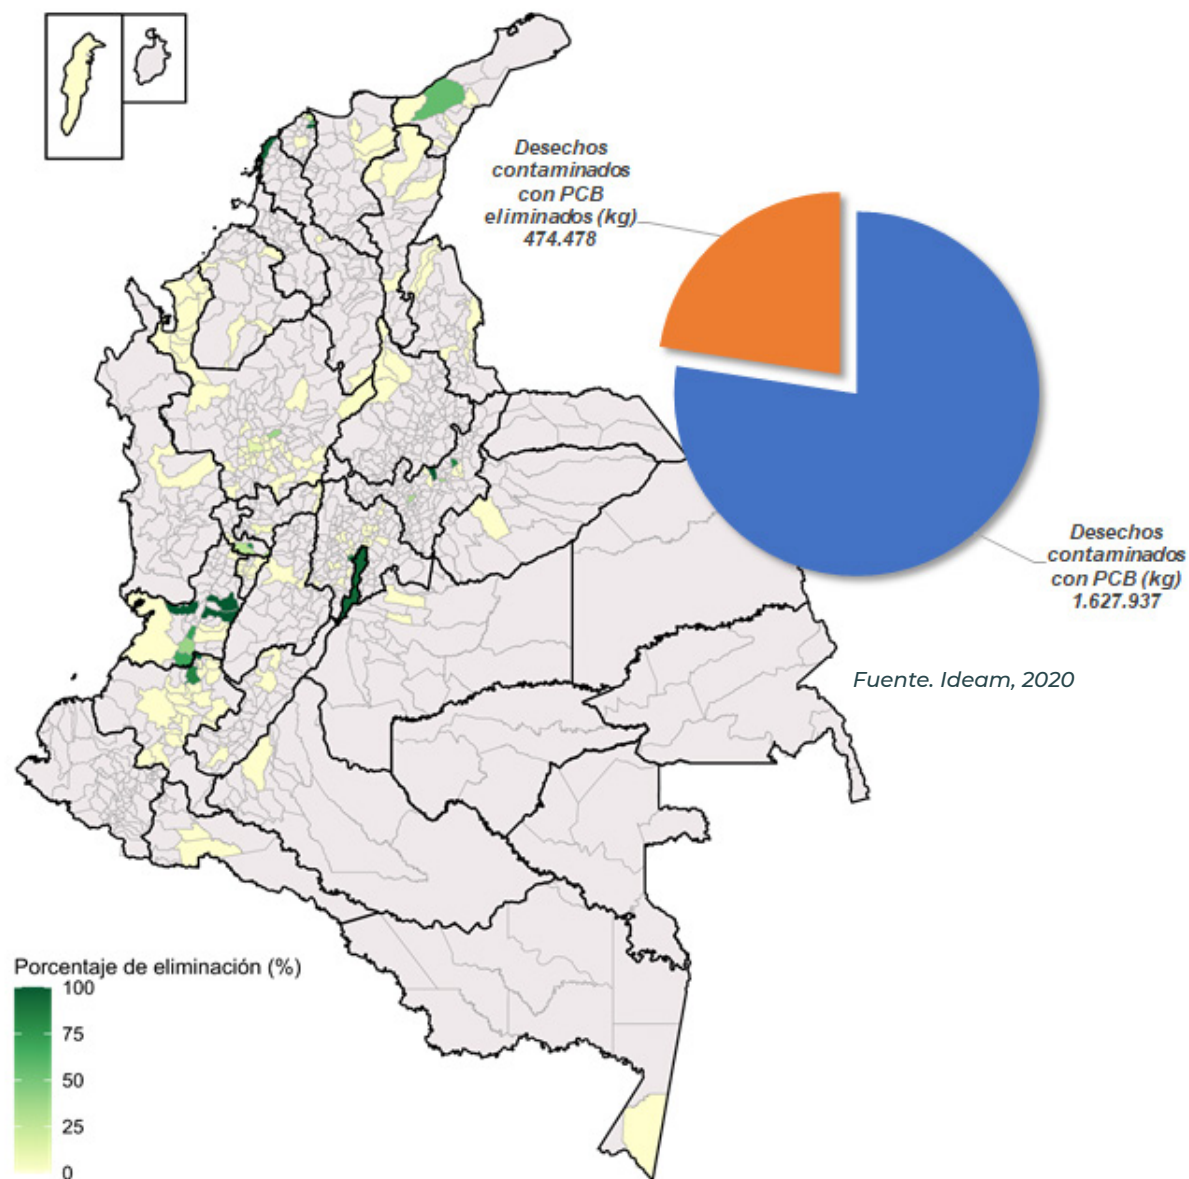 Desechos
contaminados
con PCB
eliminados (kg)
474.478
Desechos
contaminados
con PCB (kg)
1.627.937
Fuente. Ideam, 2020
Porcentaje de eliminación (%)
100
75
50
25
0